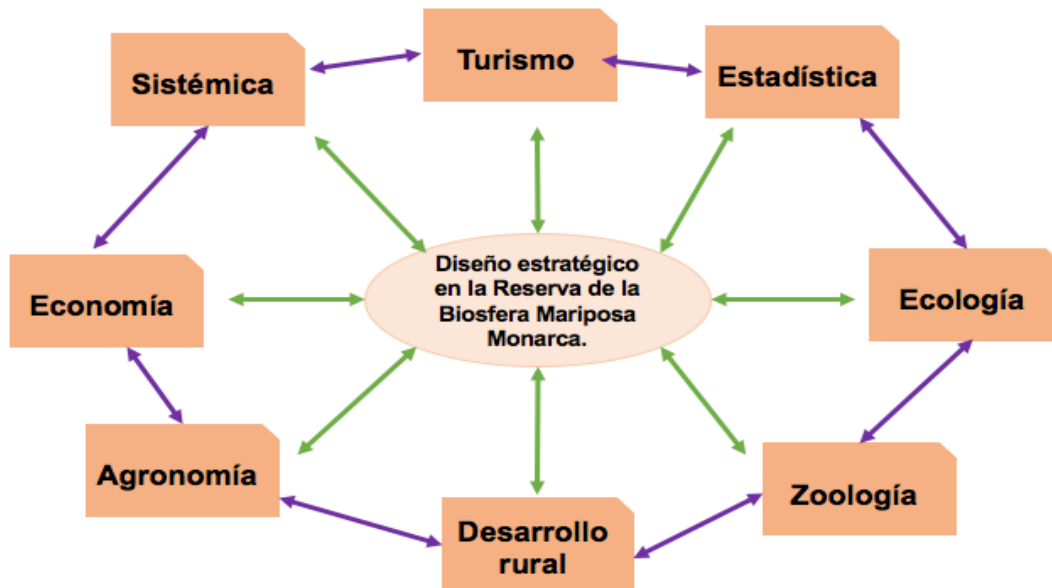 Turismo
Sistémica
Estadística
Diseño estratégico
en la Reserva de la
Biosfera Mariposa
Monarca.
Economía
Ecología
Agronomía
Zoología
Desarrollo
rural